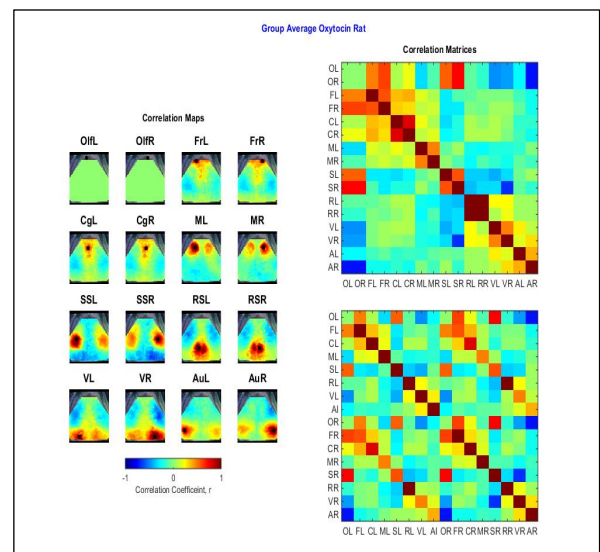 Group Average Oxytocin Rat
Correlation Maps
OlfL OlfR FrL FrR
CgL CgR ML MR
SSL SSR RSL RSR
VL VR AuL AuR
-1 0 1
Correlation Coefficeint, r
Correlation Matrices
OL
OR
FL
FR
CL
CR
ML
MR
SL
SR
RL
RR
VL
VR
AL
AR
OL OR FL FR CL CR ML MR SL SR RL RR VL VR AL AR
OL
FL
CL
ML
SL
RL
VL
Al
OR
FR
CR
MR
SR
RR
VR
AR
OL FL CL ML SL RL VL Al OR FR CR MR SR RR VR AR